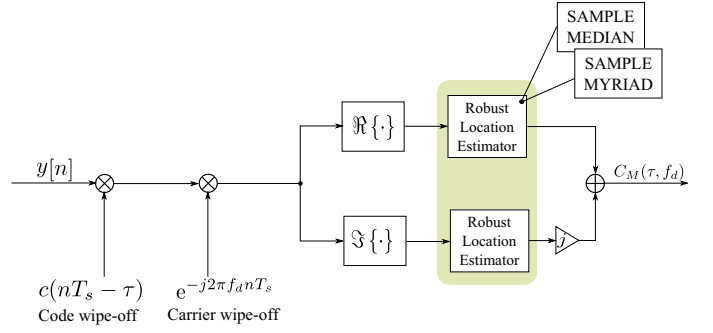 SAMPLE
MEDIAN
SAMPLE
MYRIAD
ℜ{·}
Robust
Location
Estimator
y[n]
C_M(τ, f_d)
ℑ{·}
Robust
Location
Estimator
j
c(nT_s − τ)
e^{−j2πf_d nT_s}
Code wipe-off
Carrier wipe-off